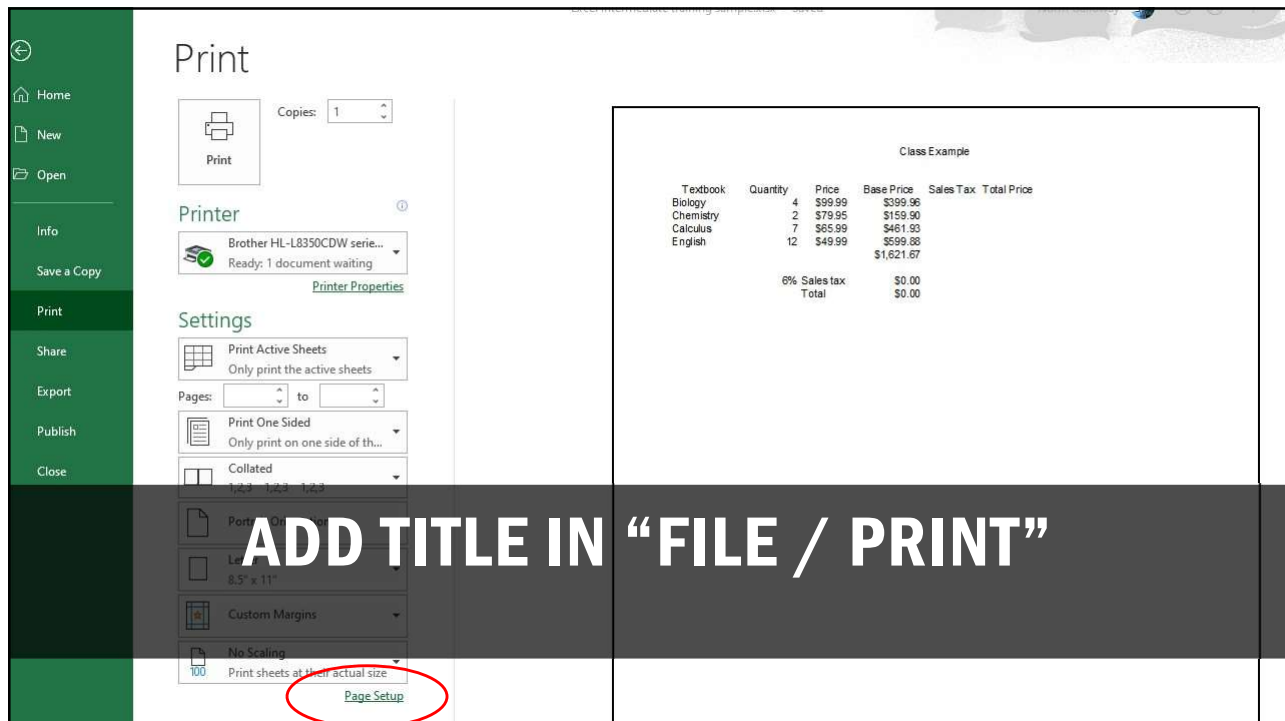 Print
Home
New
Open
Info
Save a Copy
Print
Share
Export
Publish
Close
Copies: 1
Print
Printer
Brother HL-L8350CDW serie...
Ready: 1 document waiting
Printer Properties
Settings
Print Active Sheets
Only print the active sheets
Pages: to
Print One Sided
Only print on one side of th...
Collated
1,2,3 1,2,3 1,2,3
8.5" x 11"
Custom Margins
No Scaling
100 Print sheets at their actual size
Page Setup
Class Example
Textbook Quantity Price Base Price Sales Tax Total Price
Biology 4 $99.99 $399.96
Chemistry 2 $79.95 $159.90
Calculus 7 $65.99 $461.93
English 12 $49.99 $599.88
$1,621.67
6% Sales tax $0.00
Total $0.00
ADD TITLE IN “FILE / PRINT”